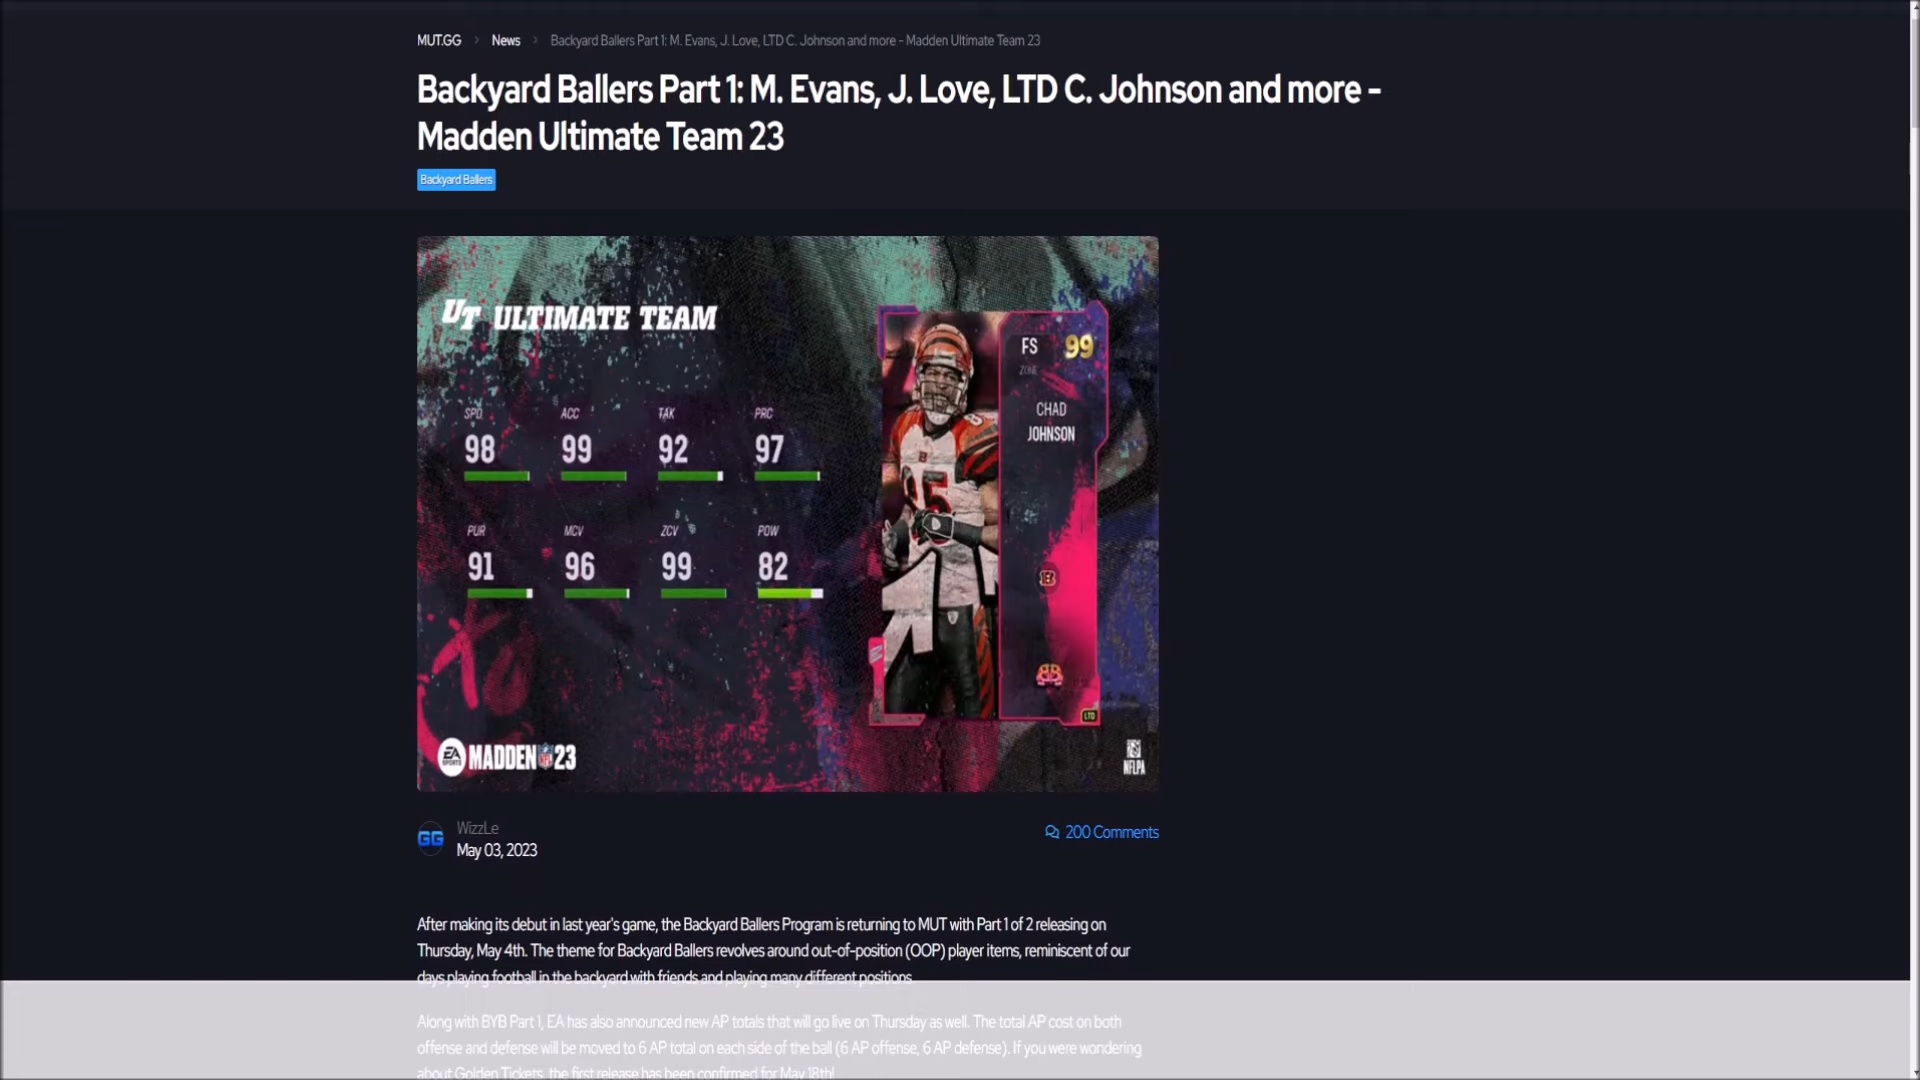 MUT.GG > News > Backyard Ballers Part 1: M. Evans, J. Love, LTD C. Johnson and more - Madden Ultimate Team 23
Backyard Ballers Part 1: M. Evans, J. Love, LTD C. Johnson and more -
Madden Ultimate Team 23
Backyard Ballers
UT ULTIMATE TEAM
SPD ACC TAK PRC
98 99 92 97
PUR MCV ZCV POW
91 96 99 82
FS 99
ZONE
CHAD
JOHNSON
LTD
EA SPORTS MADDEN NFL 23
NFLPA
GG
WizzLe
May 03, 2023
200 Comments
After making its debut in last year's game, the Backyard Ballers Program is returning to MUT with Part 1 of 2 releasing on
Thursday, May 4th. The theme for Backyard Ballers revolves around out-of-position (OOP) player items, reminiscent of our
days playing football in the backyard with friends and playing many different positions.
Along with BYB Part 1, EA has also announced new AP totals that will go live on Thursday as well. The total AP cost on both
offense and defense will be moved to 6 AP total on each side of the ball (6 AP offense, 6 AP defense). If you were wondering
about Golden Tickets, the first release has been confirmed for May 18th!